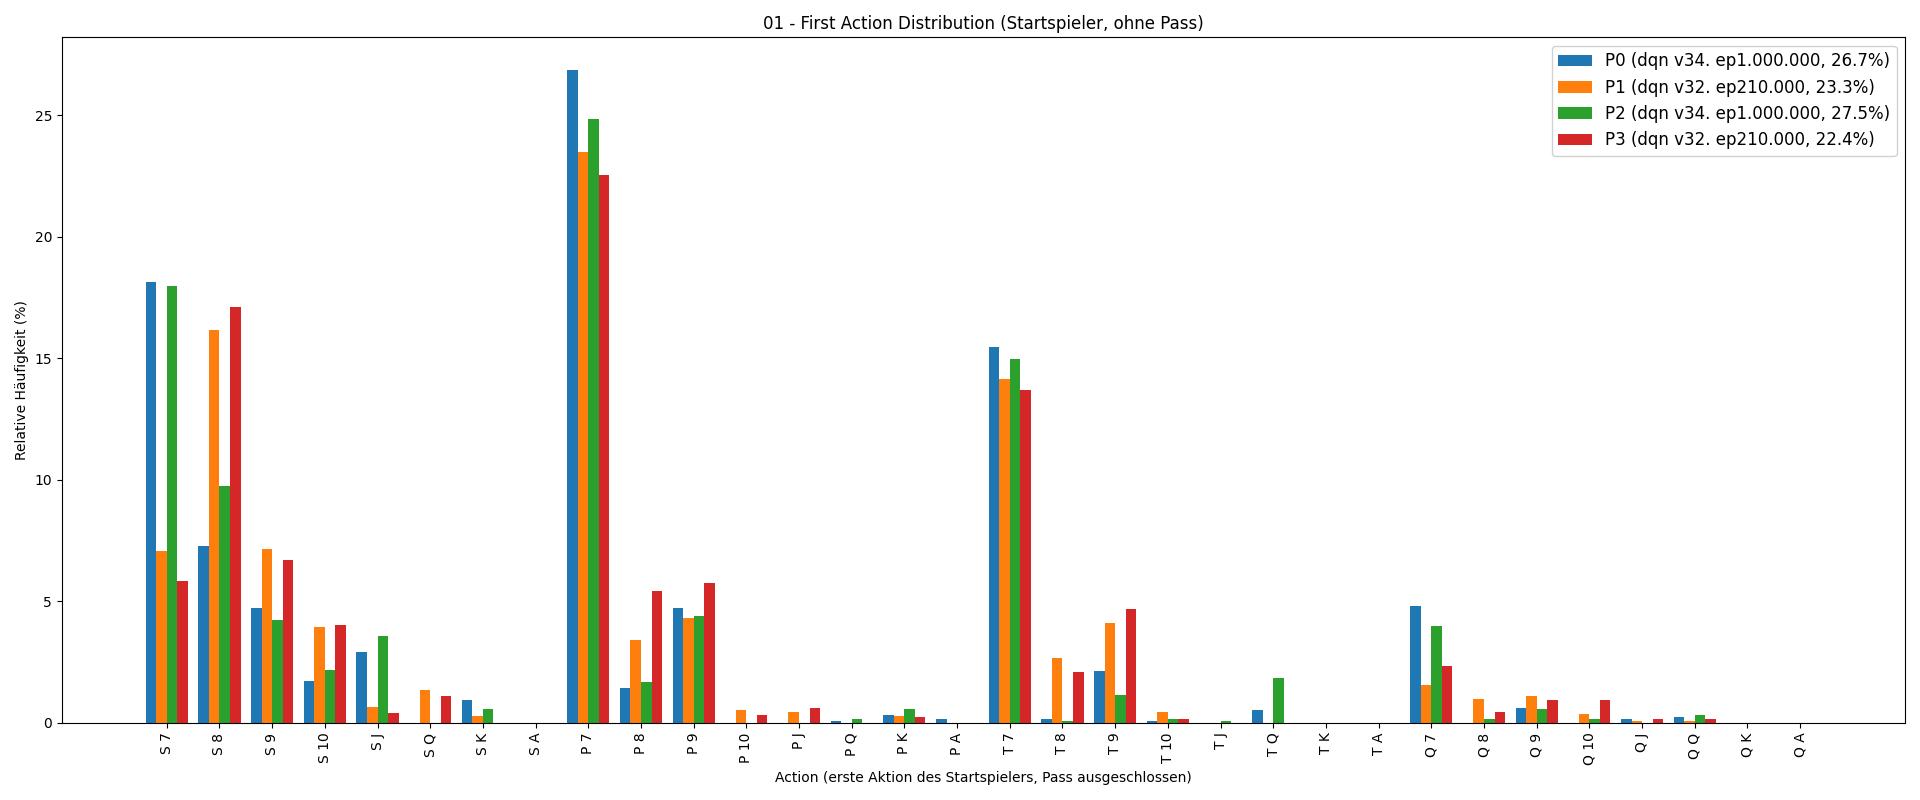 01 - First Action Distribution (Startspieler, ohne Pass)
P0 (dqn v34. ep1.000.000, 26.7%)
P1 (dqn v32. ep210.000, 23.3%)
P2 (dqn v34. ep1.000.000, 27.5%)
P3 (dqn v32. ep210.000, 22.4%)
Relative Häufigkeit (%)
25
20
15
10
5
0
S 7
S 8
S 9
S 10
S J
S Q
S K
S A
P 7
P 8
P 9
P 10
P J
P Q
P K
P A
T 7
T 8
T 9
T 10
T J
T Q
T K
T A
Q 7
Q 8
Q 9
Q 10
Q J
Q Q
Q K
Q A
Action (erste Aktion des Startspielers, Pass ausgeschlossen)